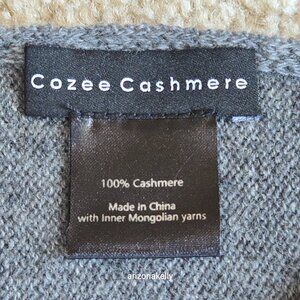 Cozee Cashmere
100% Cashmere
Made in China
with Inner Mongolian yarns
arizonakelly